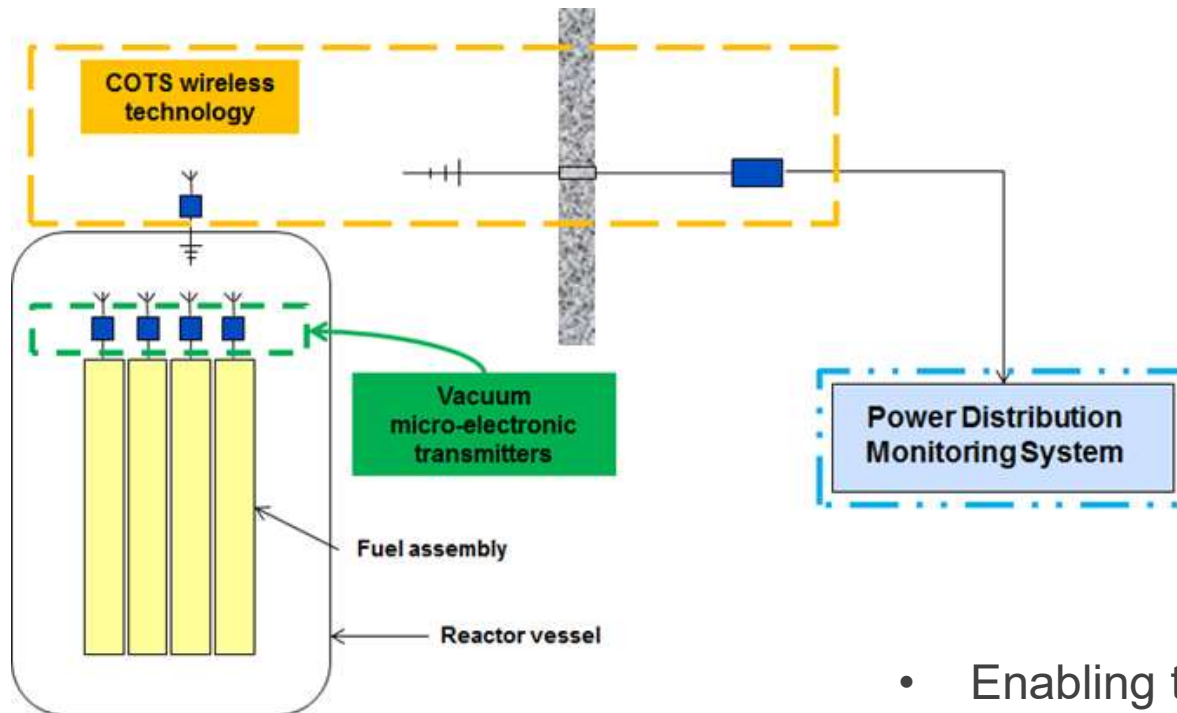 COTS wireless
technology
Vacuum
micro-electronic
transmitters
Power Distribution
Monitoring System
Fuel assembly
Reactor vessel
• Enabling